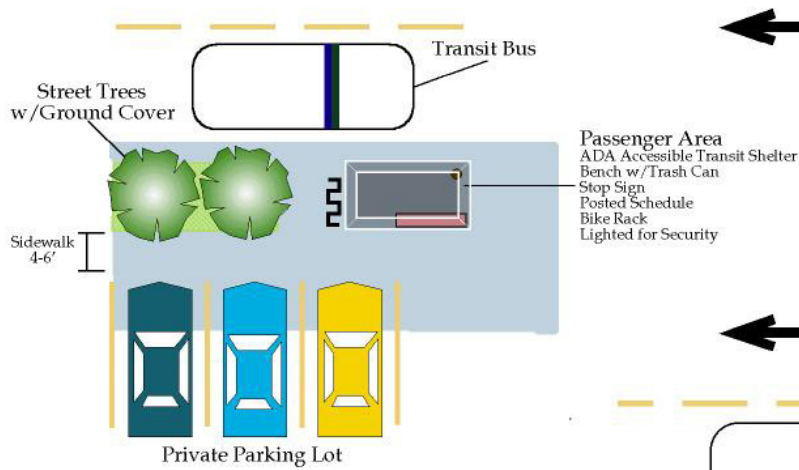 Transit Bus
Street Trees
w/Ground Cover
Passenger Area
ADA Accessible Transit Shelter
Bench w/Trash Can
Stop Sign
Posted Schedule
Bike Rack
Lighted for Security
Sidewalk
4-6'
Private Parking Lot